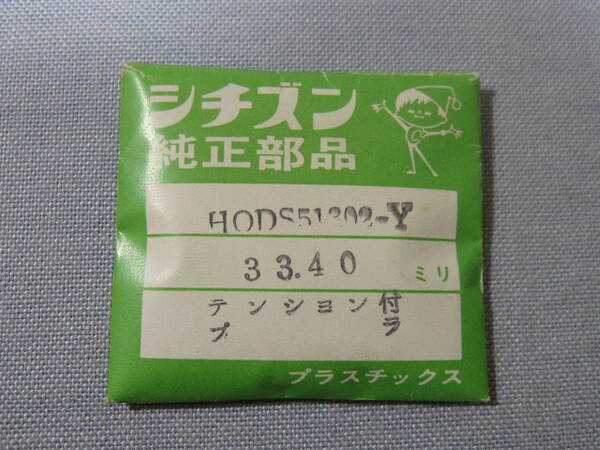 シチズン
純正部品
HODS51302-Y
33.40 ミリ
テンション付
プラ
プラスチックス